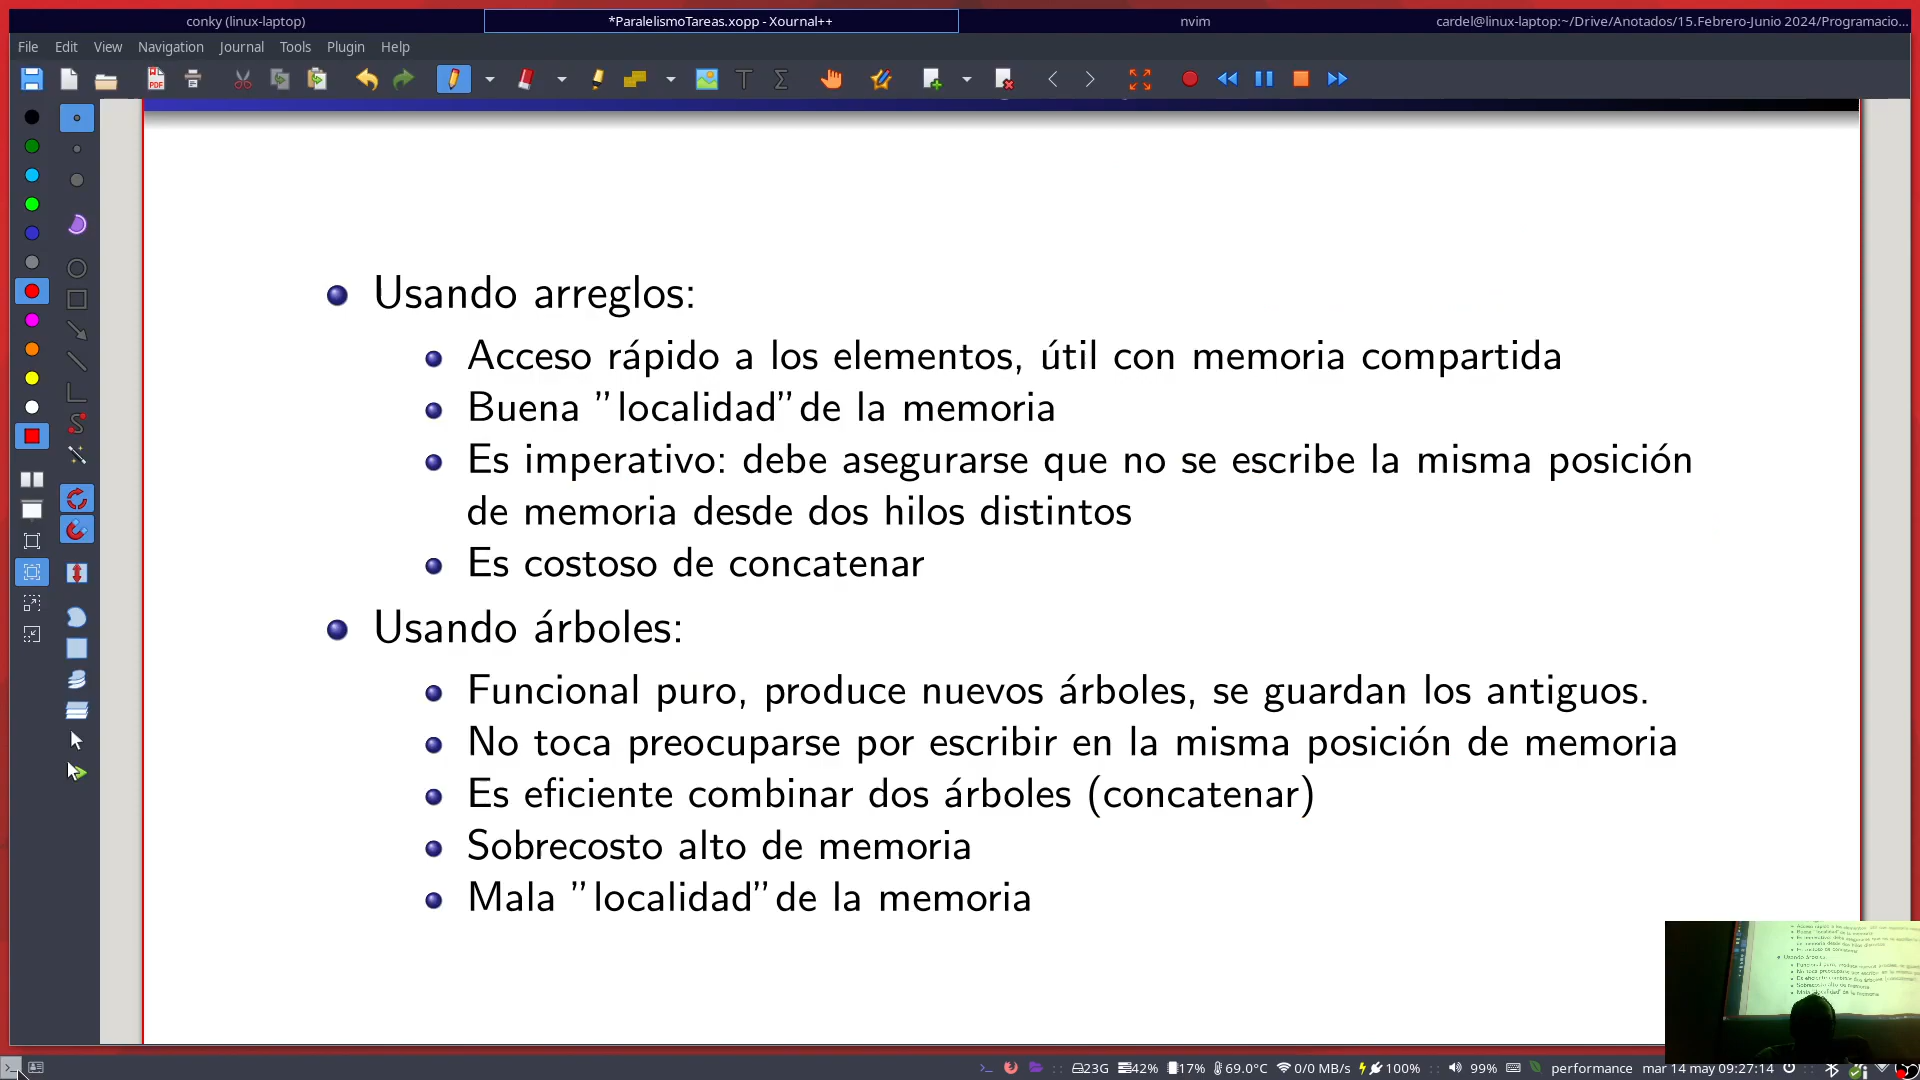 conky (linux-laptop)
*ParalelismoTareas.xopp - Xournal++
nvim
cardel@linux-laptop:~/Drive/Anotados/15.Febrero-Junio 2024/Programacio...
File Edit View Navigation Journal Tools Plugin Help
Usando arreglos:
Acceso rápido a los elementos, útil con memoria compartida
Buena ”localidad”de la memoria
Es imperativo: debe asegurarse que no se escribe la misma posición
de memoria desde dos hilos distintos
Es costoso de concatenar
Usando árboles:
Funcional puro, produce nuevos árboles, se guardan los antiguos.
No toca preocuparse por escribir en la misma posición de memoria
Es eficiente combinar dos árboles (concatenar)
Sobrecosto alto de memoria
Mala ”localidad”de la memoria
23G 42% 17% 69.0°C 0/0 MB/s 100% 99% performance mar 14 may 09:27:14